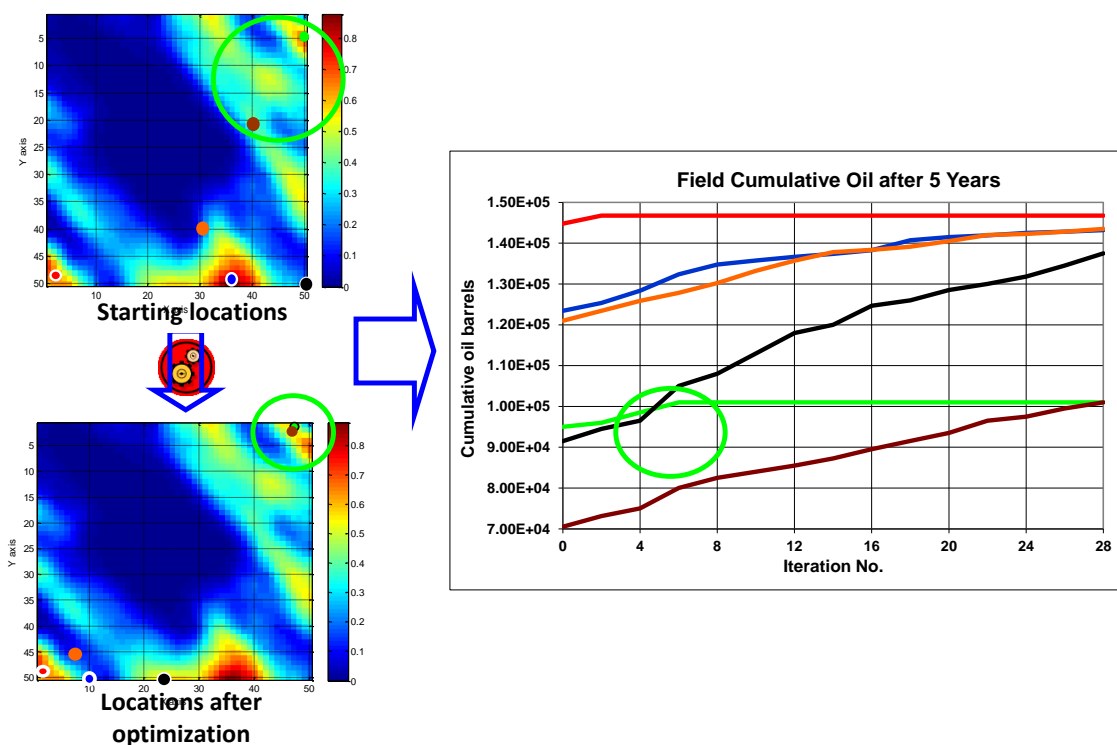 5
10
15
20
25
30
35
40
45
50
Y axis
10
20
30
40
50
0.8
0.7
0.6
0.5
0.4
0.3
0.2
0.1
0
Starting locations
5
10
15
20
25
30
35
40
45
50
Y axis
10
20
30
40
50
0.8
0.7
0.6
0.5
0.4
0.3
0.2
0.1
0
Locations after
optimization
Field Cumulative Oil after 5 Years
Cumulative oil barrels
1.50E+05
1.40E+05
1.30E+05
1.20E+05
1.10E+05
1.00E+05
9.00E+04
8.00E+04
7.00E+04
0 4 8 12 16 20 24 28
Iteration No.